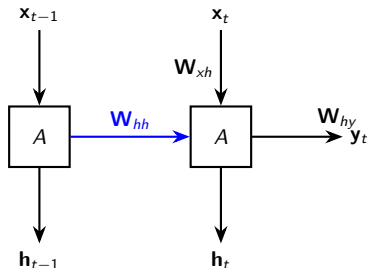 x_{t−1} x_t
W_{xh}
A W_{hh} A W_{hy}
y_t
h_{t−1} h_t